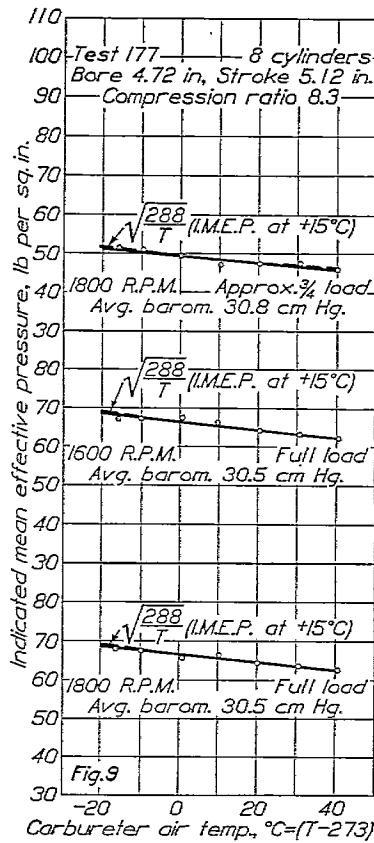 110
100
90
80
70
60
50
40
30
80
70
60
50
40
30
80
70
60
50
40
30
Indicated mean effective pressure, lb per sq. in.
Test 177 8 cylinders
Bore 4.72 in, Stroke 5.12 in.
Compression ratio 8.3
√288/T (I.M.E.P. at +15°C)
1800 R.P.M. Approx. 3/4 load
Avg. barom. 30.8 cm Hg.
√288/T (I.M.E.P. at +15°C)
1600 R.P.M. Full load
Avg. barom. 30.5 cm Hg.
√288/T (I.M.E.P. at +15°C)
1800 R.P.M. Full load
Avg. barom. 30.5 cm Hg.
Fig.9
-20 0 20 40
Carbureter air temp., °C=(T-273)